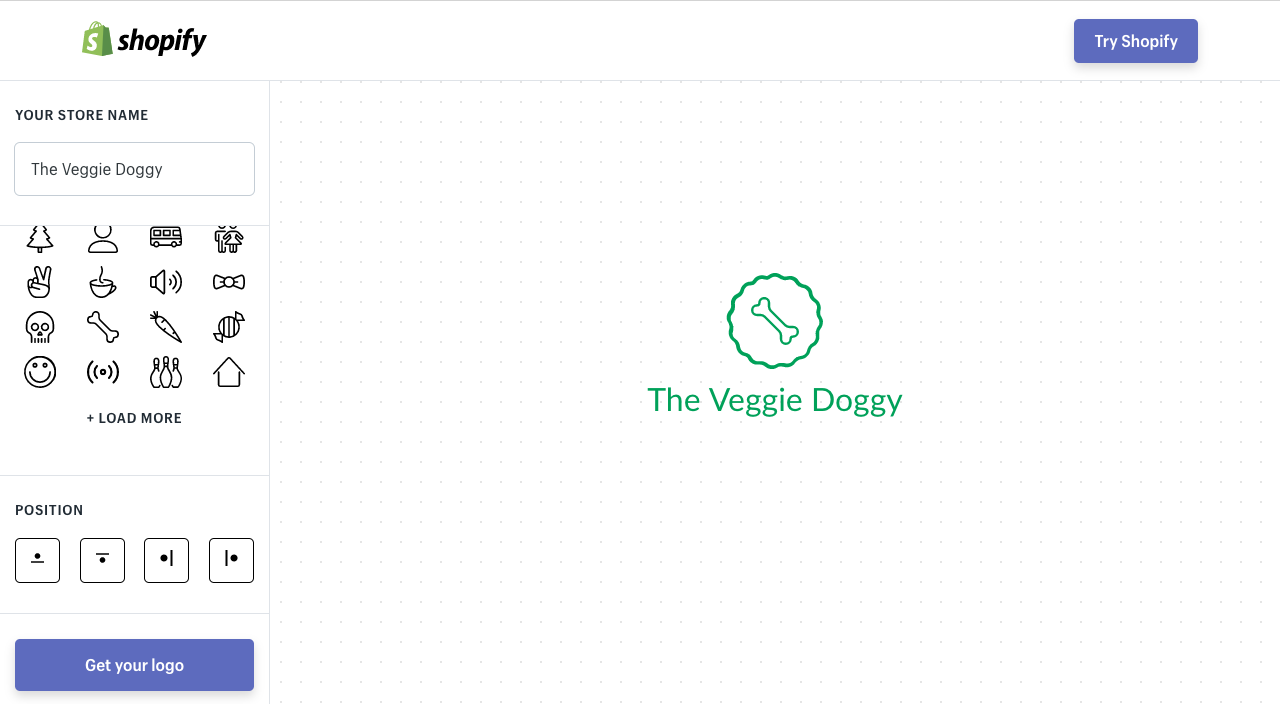 shopify
Try Shopify
YOUR STORE NAME
The Veggie Doggy
+ LOAD MORE
POSITION
Get your logo
The Veggie Doggy